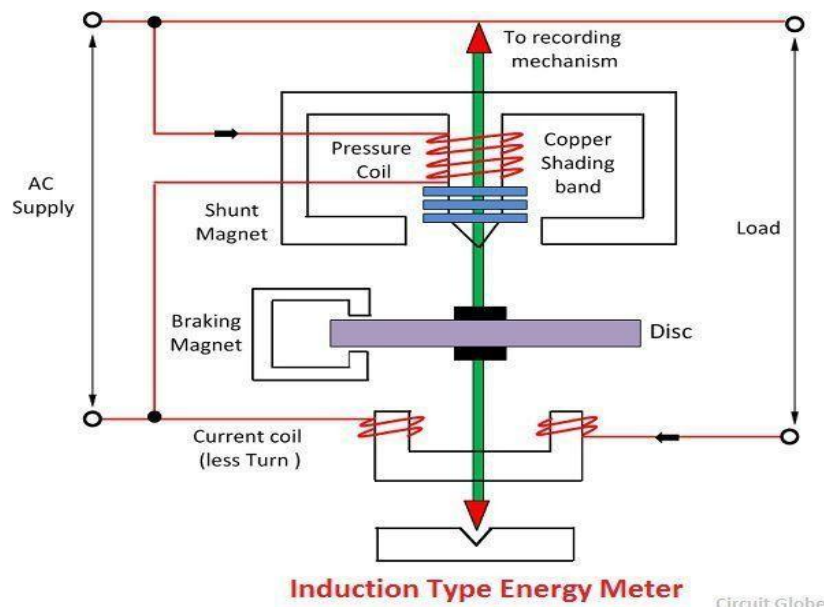 To recording
mechanism
Pressure
Coil
Copper
Shading
band
AC
Supply
Shunt
Magnet
Load
Braking
Magnet
Disc
Current coil
(less Turn )
Induction Type Energy Meter
Circuit Globe